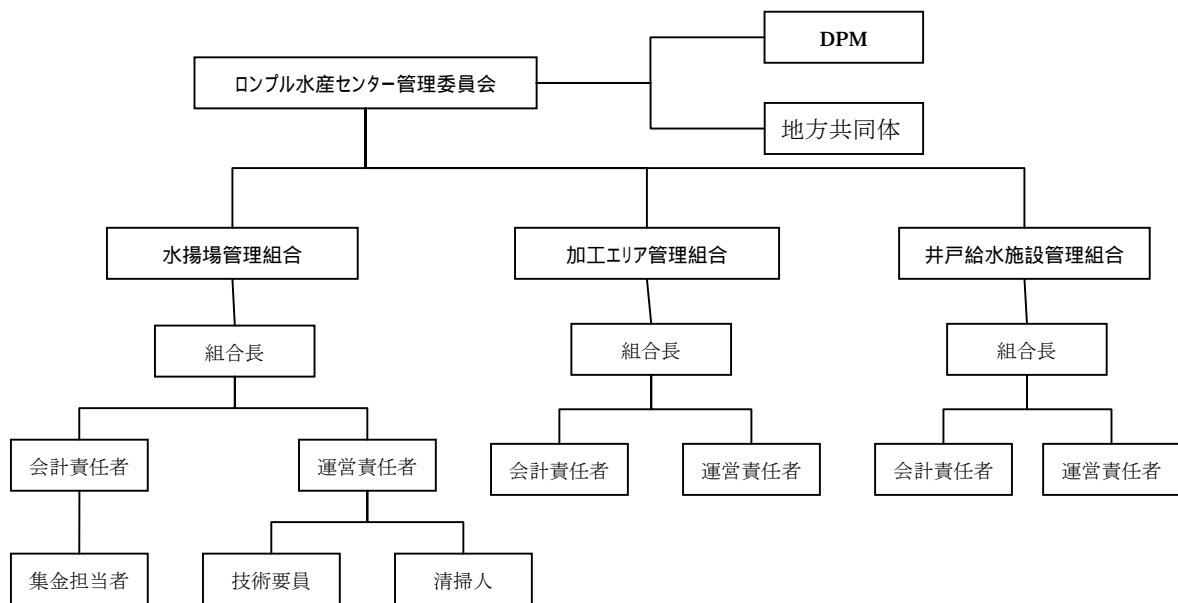 DPM
ロンプル水産センター管理委員会
地方共同体
水揚場管理組合
加工エリア管理組合
井戸給水施設管理組合
組合長
組合長
組合長
会計責任者
運営責任者
会計責任者
運営責任者
会計責任者
運営責任者
集金担当者
技術要員
清掃人